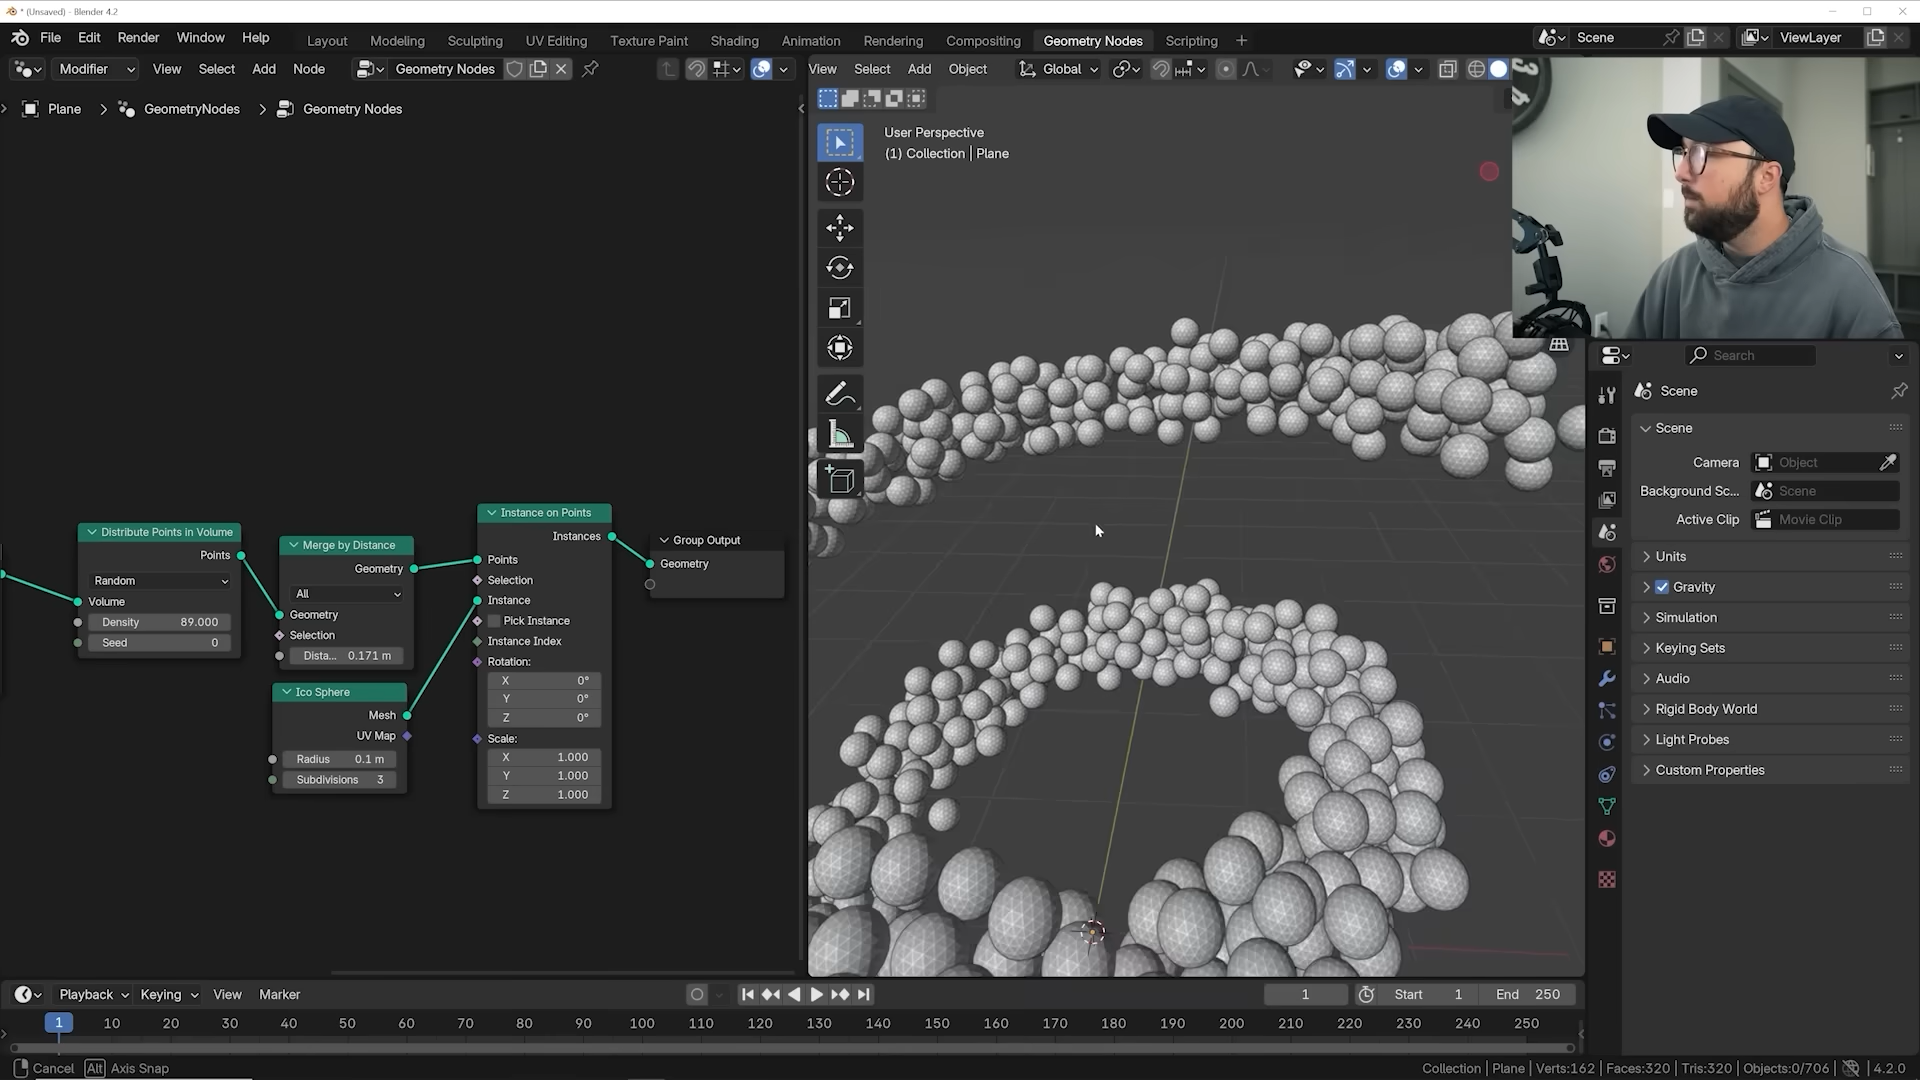 * (Unsaved) - Blender 4.2
File Edit Render Window Help Layout Modeling Sculpting UV Editing Texture Paint Shading Animation Rendering Compositing Geometry Nodes Scripting + Scene ViewLayer
Modifier View Select Add Node Geometry Nodes View Select Add Object Global
Plane > GeometryNodes > Geometry Nodes
User Perspective
(1) Collection | Plane
Distribute Points in Volume
Points
Random
Volume
Density 89.000
Seed 0
Merge by Distance
Geometry
All
Geometry
Selection
Dista... 0.171 m
Ico Sphere
Mesh
UV Map
Radius 0.1 m
Subdivisions 3
Instance on Points
Instances
Points
Selection
Instance
Pick Instance
Instance Index
Rotation:
X 0°
Y 0°
Z 0°
Scale:
X 1.000
Y 1.000
Z 1.000
Group Output
Geometry
Search
Scene
Scene
Camera Object
Background Sc... Scene
Active Clip Movie Clip
Units
Gravity
Simulation
Keying Sets
Audio
Rigid Body World
Light Probes
Custom Properties
Playback Keying View Marker 1 Start 1 End 250
1 10 20 30 40 50 60 70 80 90 100 110 120 130 140 150 160 170 180 190 200 210 220 230 240 250
Cancel Alt Axis Snap Collection | Plane | Verts:162 | Faces:320 | Tris:320 | Objects:0/706 | 4.2.0